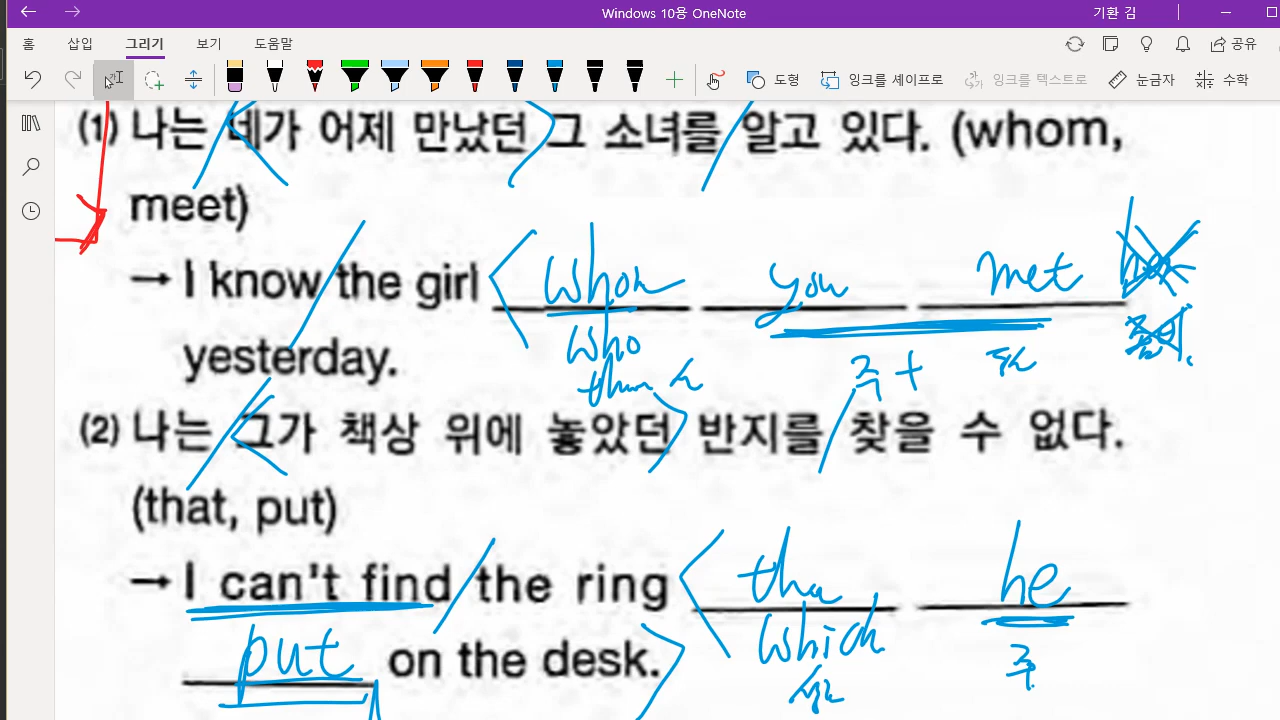 Windows 10용 OneNote 기환 김
홈 삽입 그리기 보기 도움말 공유
도형 잉크를 셰이프로 잉크를 텍스트로 눈금자 수학
(1) 나는 네가 어제 만났던 그 소녀를 알고 있다. (whom,
meet)
→ I know the girl whom you met
yesterday.
who
주 +
(2) 나는 그가 책상 위에 놓았던 반지를 찾을 수 없다.
(that, put)
→ I can't find the ring tha he
put on the desk.
which
주